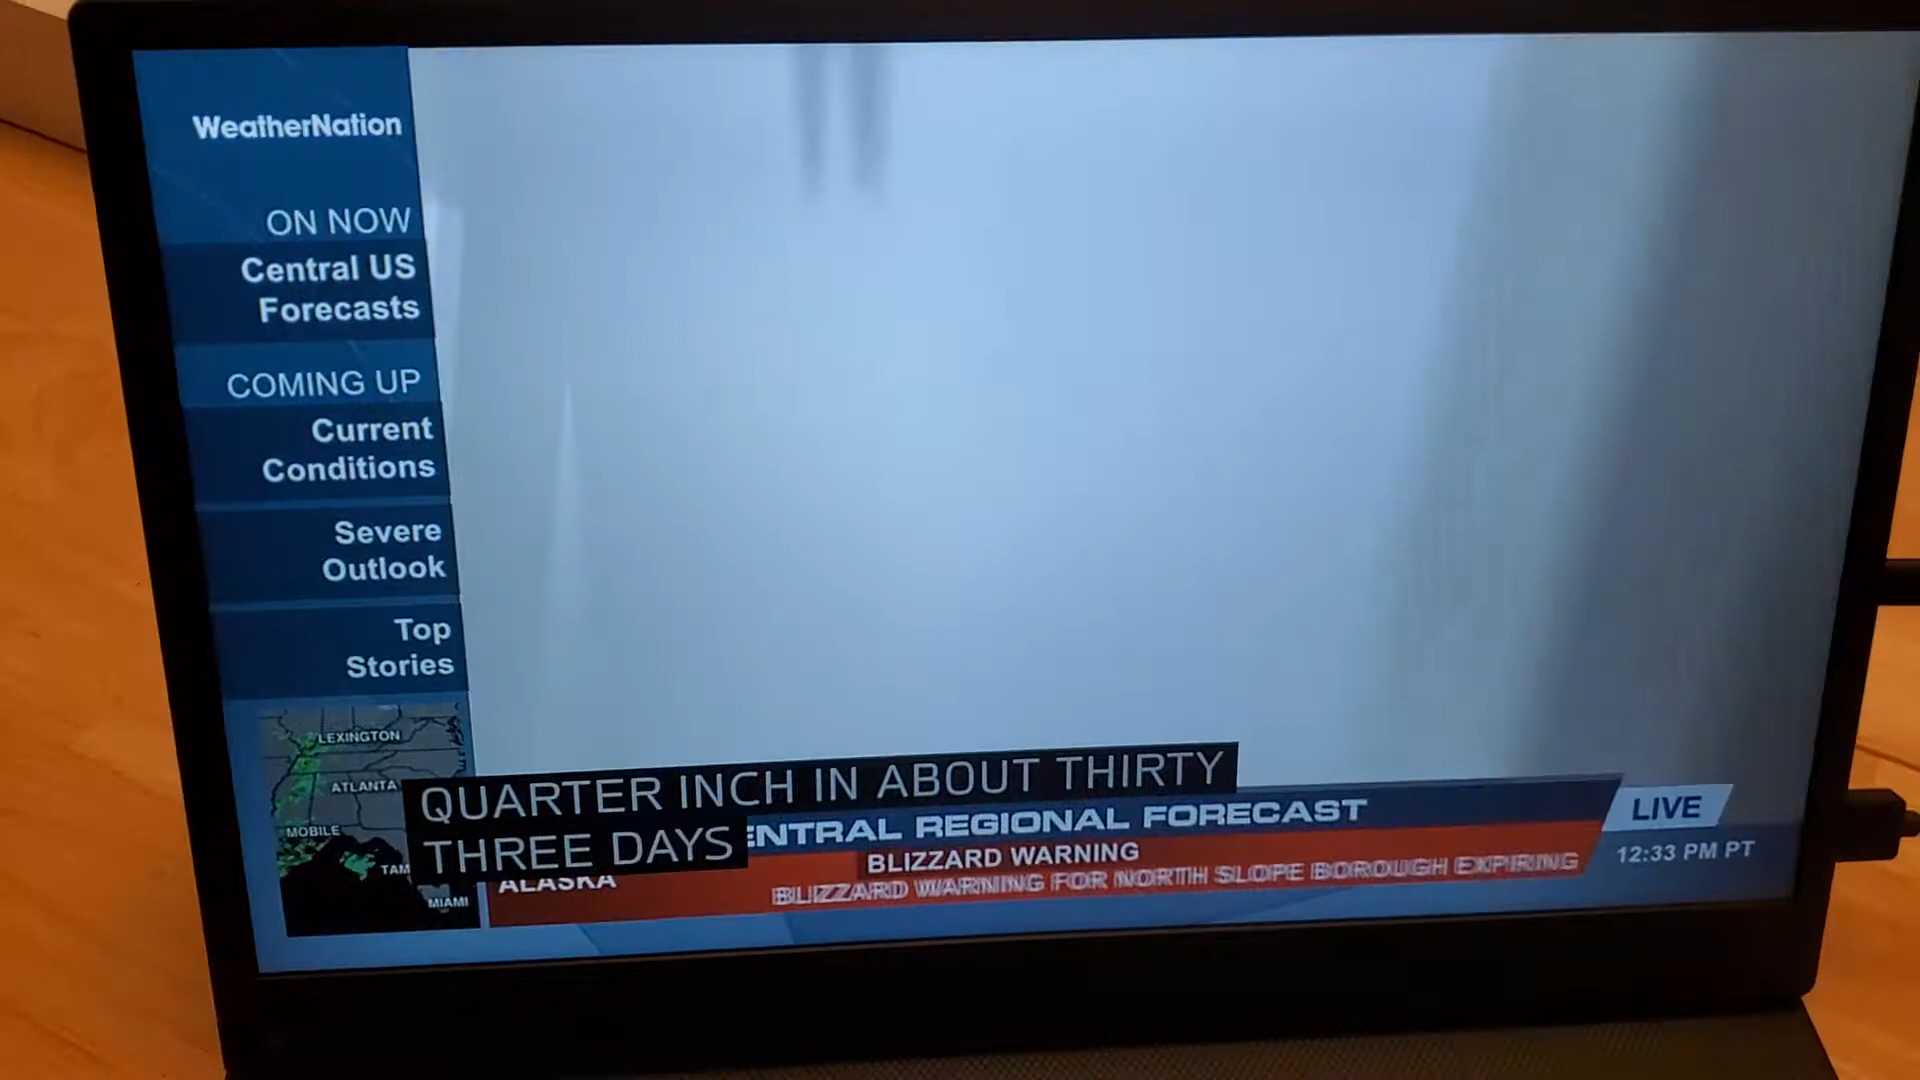 WeatherNation
ON NOW
Central US
Forecasts
COMING UP
Current
Conditions
Severe
Outlook
Top
Stories
LEXINGTON
ATLANTA
MOBILE
TAM
MIAMI
QUARTER INCH IN ABOUT THIRTY
THREE DAYS
ENTRAL REGIONAL FORECAST
LIVE
12:33 PM PT
BLIZZARD WARNING
ALASKA
BLIZZARD WARNING FOR NORTH SLOPE BOROUGH EXPIRING